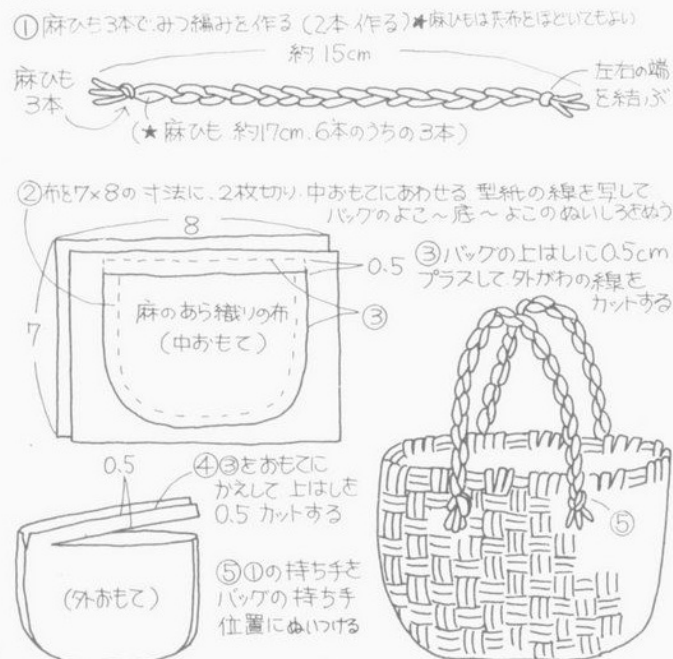 ①麻ひも3本でみつ編みを作る(2本作る)★麻ひもは共布をほどいてもよい
約15cm
麻ひも
3本
左右の端
を結ぶ
(★麻ひも 約17cm.6本のうちの3本)
②布を7×8の寸法に、2枚切り、中おもてにあわせる 型紙の線を写して
バッグのよこ〜底〜よこのぬいしろをぬう
8
7
0.5
麻のあら織りの布
(中おもて)
③
③バッグの上はしに0.5cm
プラスして外がわの線を
カットする
0.5
④③をおもてに
かえして上はしを
0.5カットする
(外おもて)
⑤①の持ち手を
バッグの持ち手
位置にぬいつける
⑤